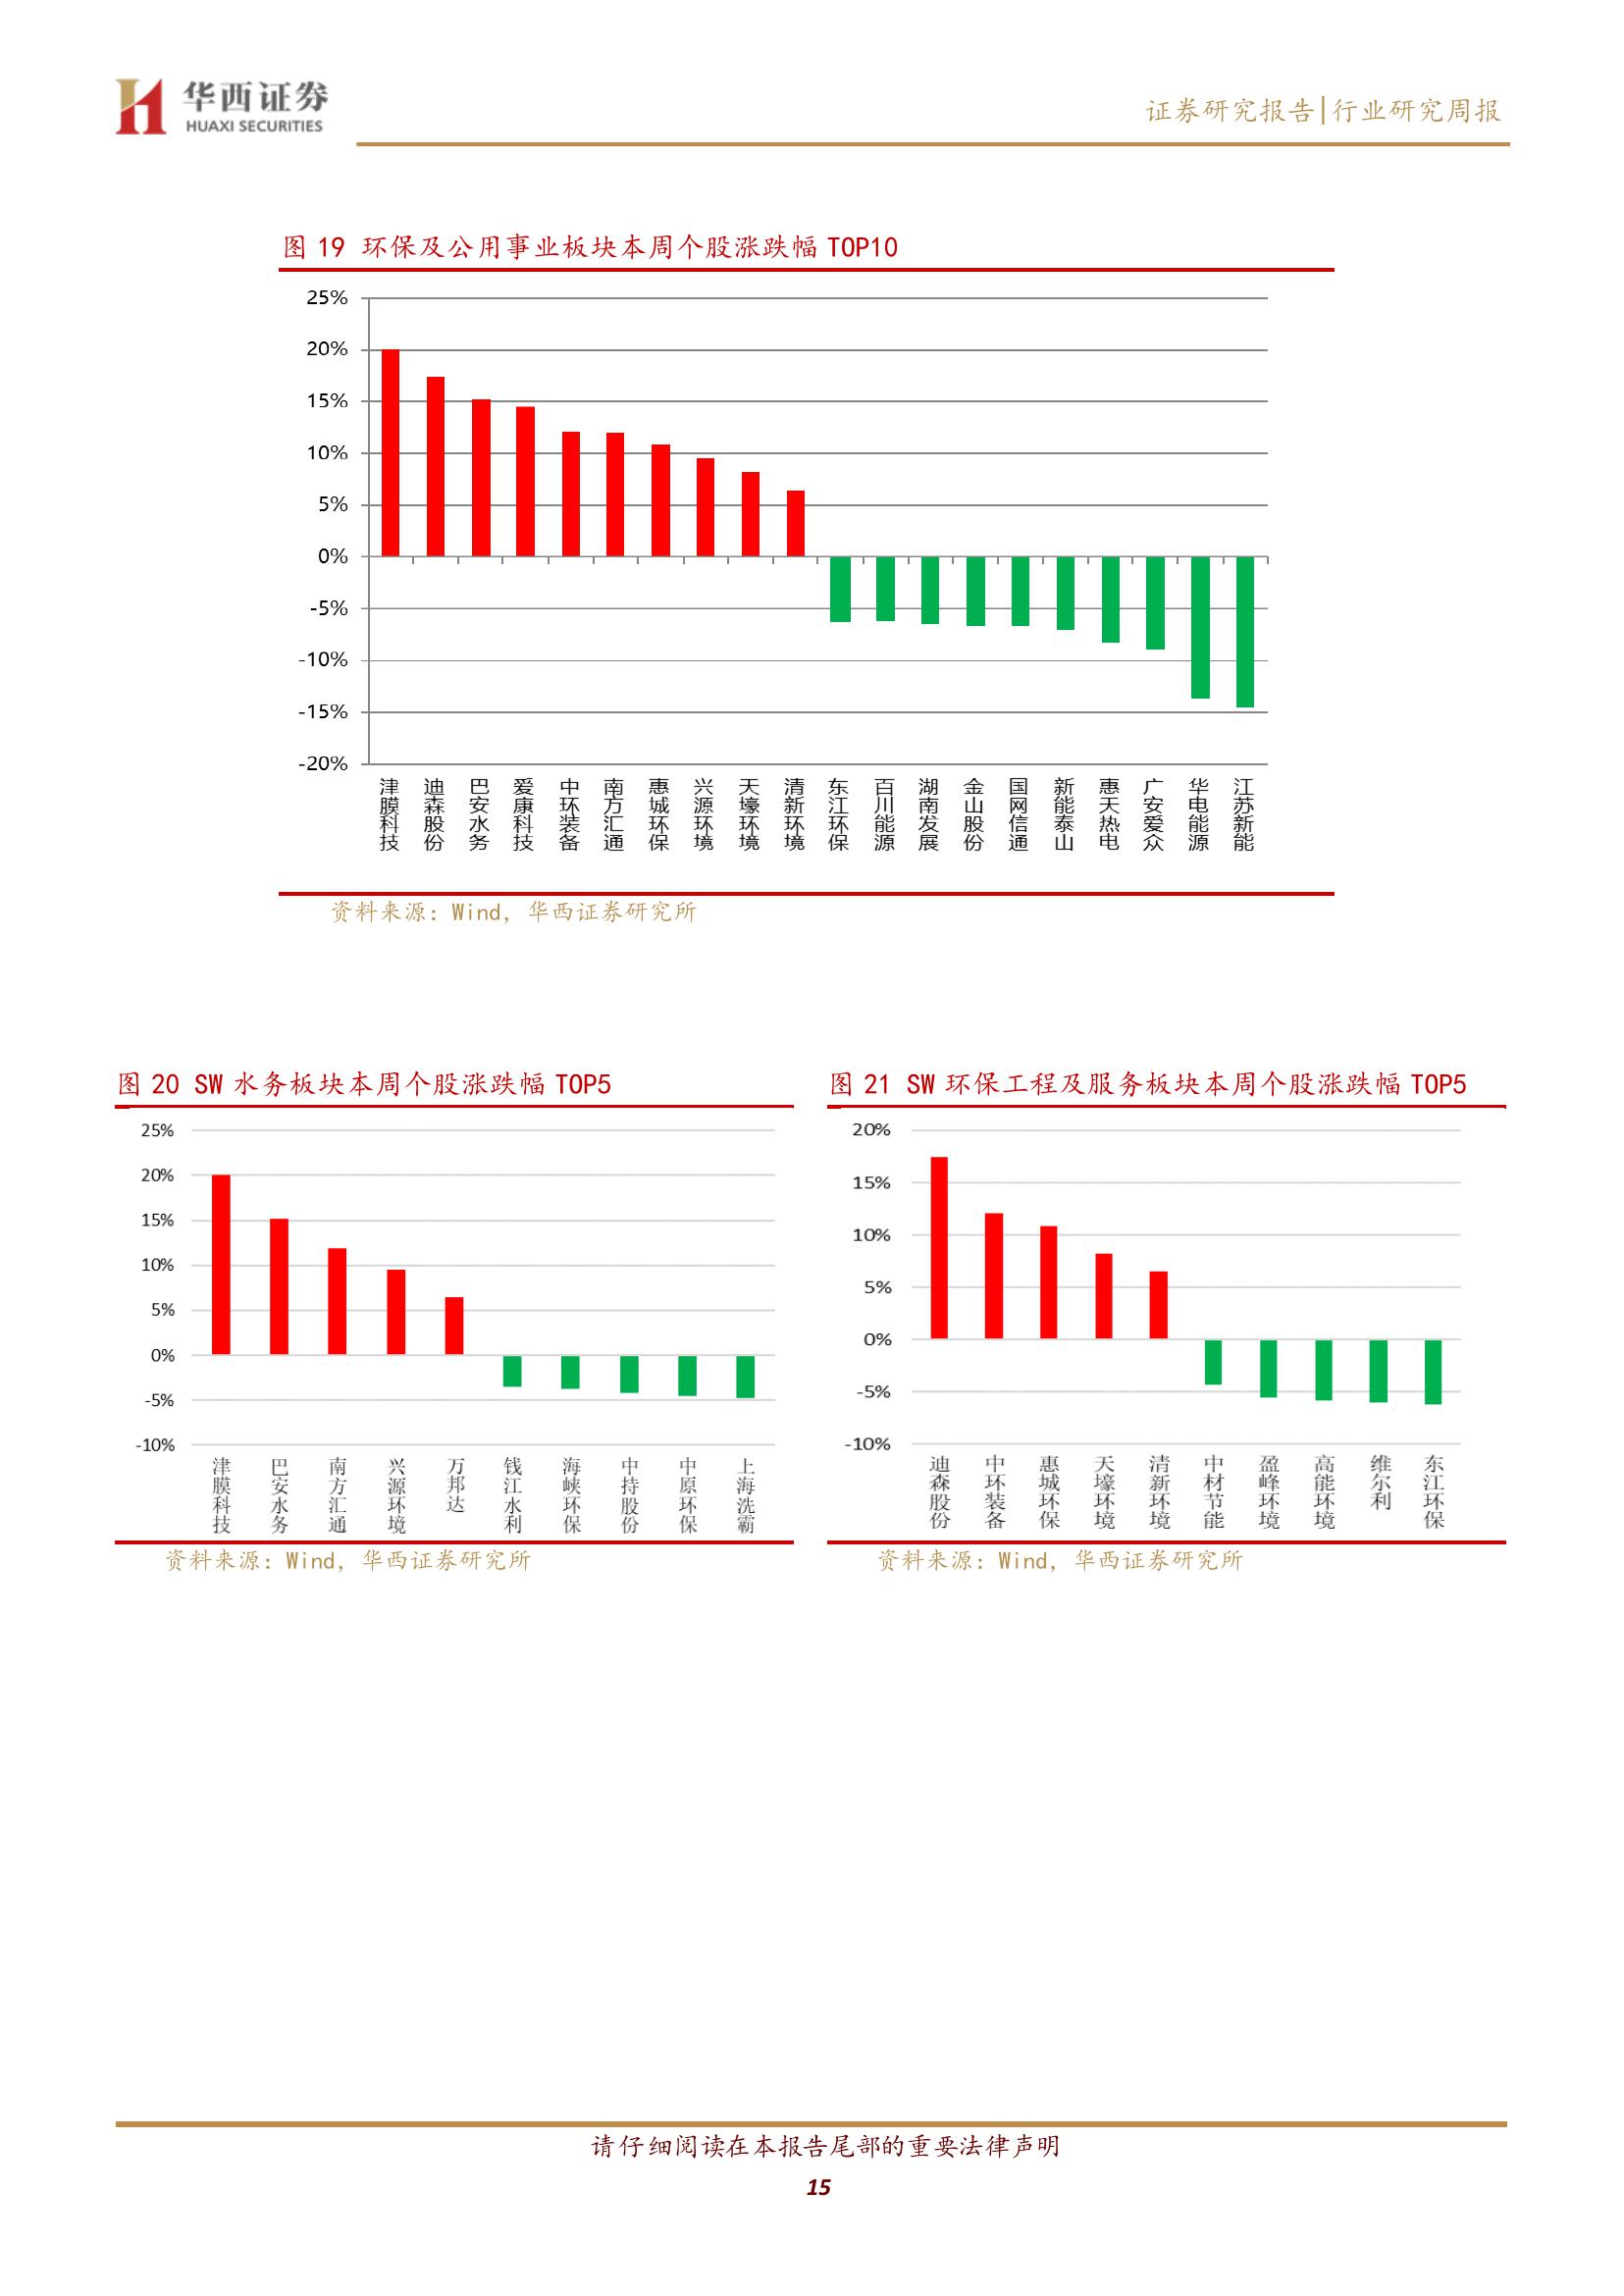 华西证券
HUAXI SECURITIES
证券研究报告|行业研究周报
图 19 环保及公用事业板块本周个股涨跌幅 TOP10
25%
20%
15%
10%
5%
0%
-5%
-10%
-15%
-20%
津膜科技
迪森股份
巴安水务
爱康科技
中环装备
南方汇通
惠城环保
兴源环境
天壕环境
清新环境
东江环保
百川能源
湖南发展
金山股份
国网信通
新能泰山
惠天热电
广安爱众
华电能源
江苏新能
资料来源：Wind，华西证券研究所
图 20 SW 水务板块本周个股涨跌幅 TOP5
25%
20%
15%
10%
5%
0%
-5%
-10%
津膜科技
巴安水务
南方汇通
兴源环境
万邦达
钱江水利
海峡环保
中持股份
中原环保
上海洗霸
资料来源：Wind，华西证券研究所
图 21 SW 环保工程及服务板块本周个股涨跌幅 TOP5
20%
15%
10%
5%
0%
-5%
-10%
迪森股份
中环装备
惠城环保
天壕环境
清新环境
中材节能
盈峰环境
高能环境
维尔利
东江环保
资料来源：Wind，华西证券研究所
请仔细阅读在本报告尾部的重要法律声明
15